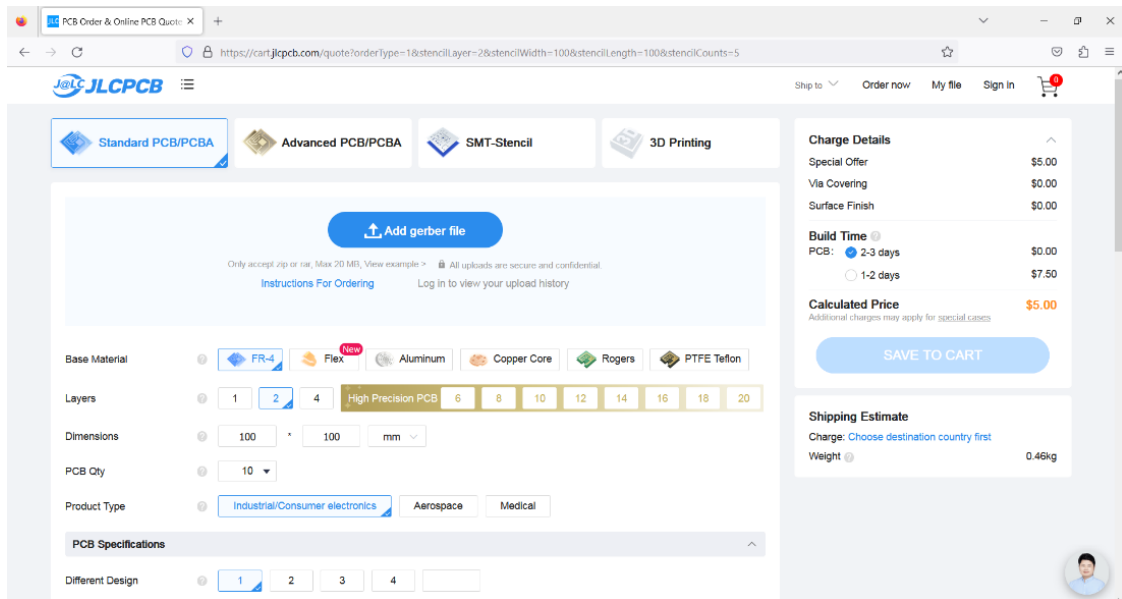 PCB Order & Online PCB Quote
https://cart.jlcpcb.com/quote?orderType=1&stencilLayer=2&stencilWidth=100&stencilLength=100&stencilCounts=5
J@LC JLCPCB
Ship to
Order now
My file
Sign In
0
Standard PCB/PCBA
Advanced PCB/PCBA
SMT-Stencil
3D Printing
Add gerber file
Only accept zip or rar, Max 20 MB, View example > All uploads are secure and confidential.
Instructions For Ordering
Log in to view your upload history
Base Material FR-4 Flex New Aluminum Copper Core Rogers PTFE Teflon
Layers 1 2 4 High Precision PCB 6 8 10 12 14 16 18 20
Dimensions 100 * 100 mm
PCB Qty 10
Product Type Industrial/Consumer electronics Aerospace Medical
PCB Specifications
Different Design 1 2 3 4
Charge Details
Special Offer $5.00
Via Covering $0.00
Surface Finish $0.00
Build Time
PCB: 2-3 days $0.00
1-2 days $7.50
Calculated Price $5.00
Additional charges may apply for special cases
SAVE TO CART
Shipping Estimate
Charge: Choose destination country first
Weight 0.46kg